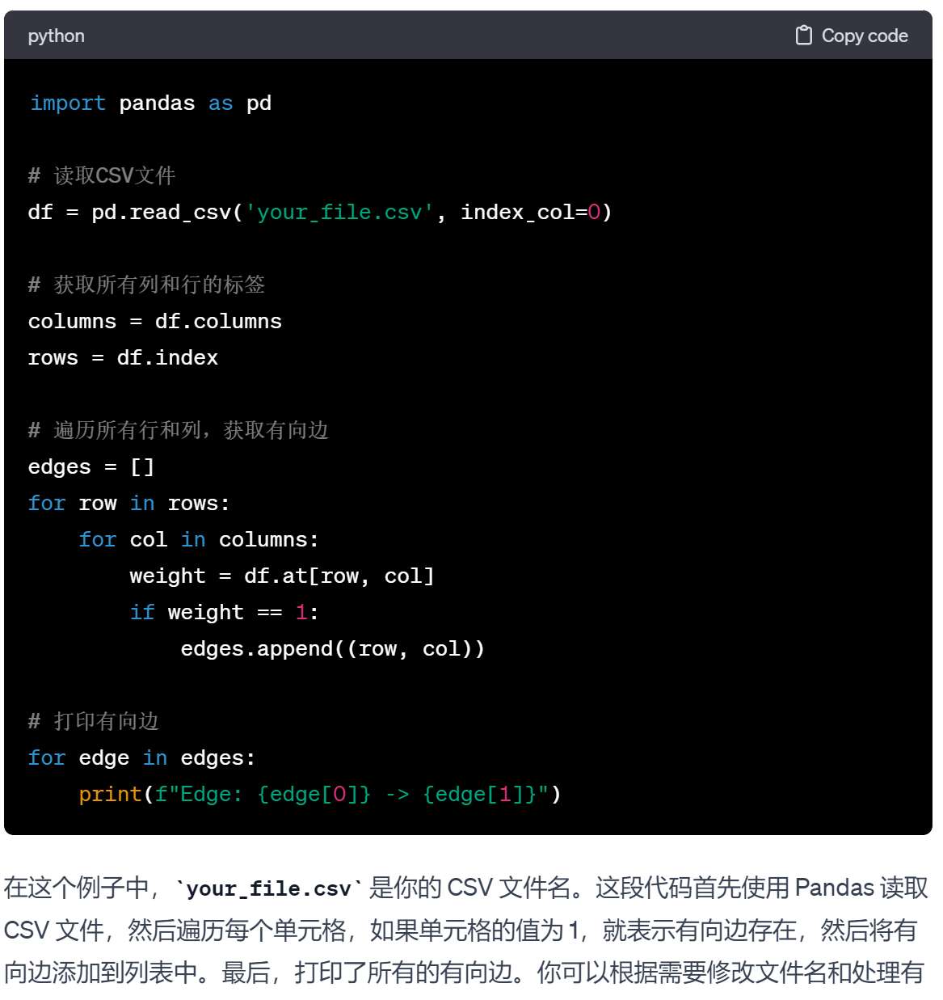 python
Copy code
import pandas as pd
# 读取CSV文件
df = pd.read_csv('your_file.csv', index_col=0)
# 获取所有列和行的标签
columns = df.columns
rows = df.index
# 遍历所有行和列，获取有向边
edges = []
for row in rows:
    for col in columns:
        weight = df.at[row, col]
        if weight == 1:
            edges.append((row, col))
# 打印有向边
for edge in edges:
    print(f"Edge: {edge[0]} -> {edge[1]}")
在这个例子中，`your_file.csv` 是你的 CSV 文件名。这段代码首先使用 Pandas 读取
CSV 文件，然后遍历每个单元格，如果单元格的值为 1，就表示有向边存在，然后将有
向边添加到列表中。最后，打印了所有的有向边。你可以根据需要修改文件名和处理有